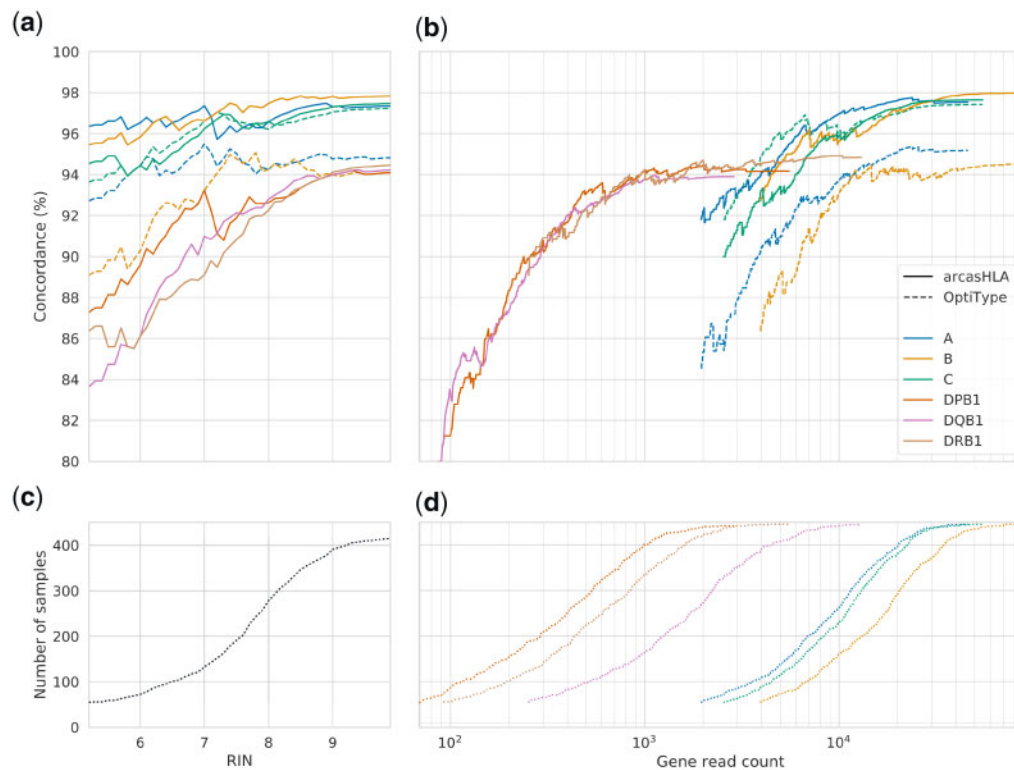 (a)
(b)
100
98
96
94
92
90
88
86
84
82
80
Concordance (%)
arcasHLA
OptiType
A
B
C
DPB1
DQB1
DRB1
(c)
(d)
400
300
200
100
0
Number of samples
6 7 8 9
RIN
10² 10³ 10⁴
Gene read count